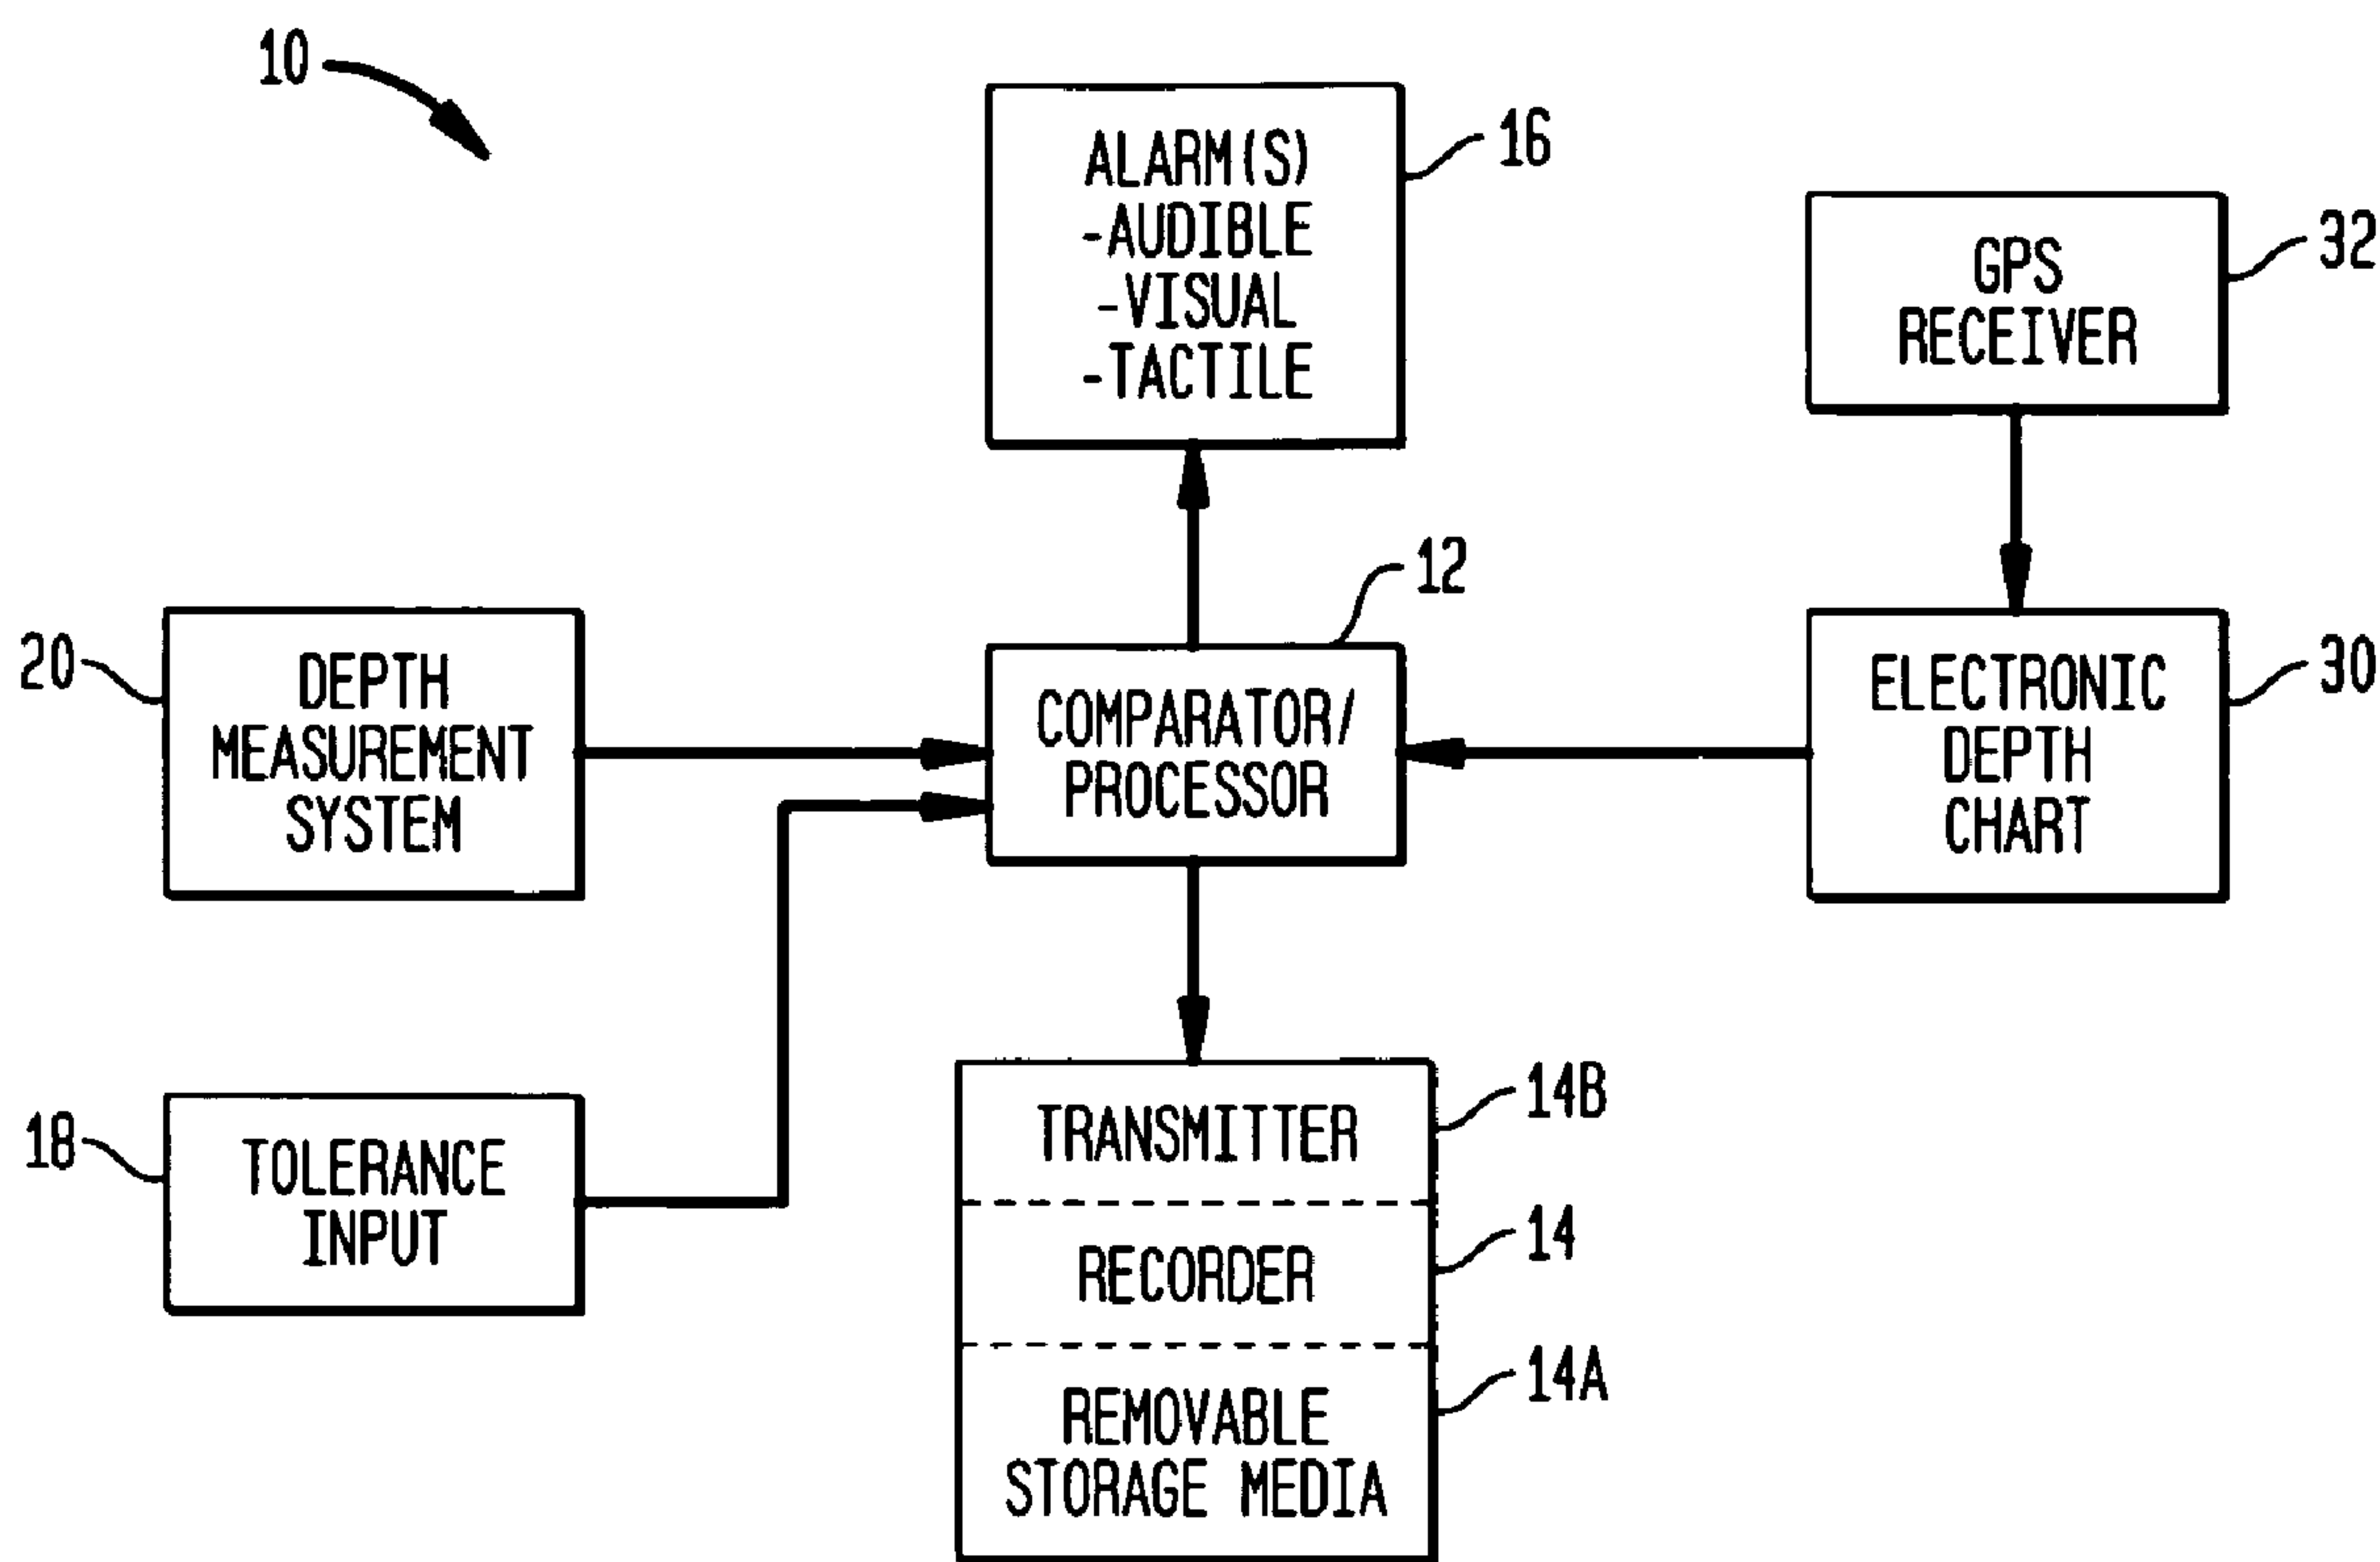 10
ALARM(S)
-AUDIBLE
-VISUAL
-TACTILE
16
GPS
RECEIVER
32
12
20
DEPTH
MEASUREMENT
SYSTEM
COMPARATOR/
PROCESSOR
ELECTRONIC
DEPTH
CHART
30
18
TOLERANCE
INPUT
TRANSMITTER
14B
RECORDER
14
REMOVABLE
STORAGE MEDIA
14A